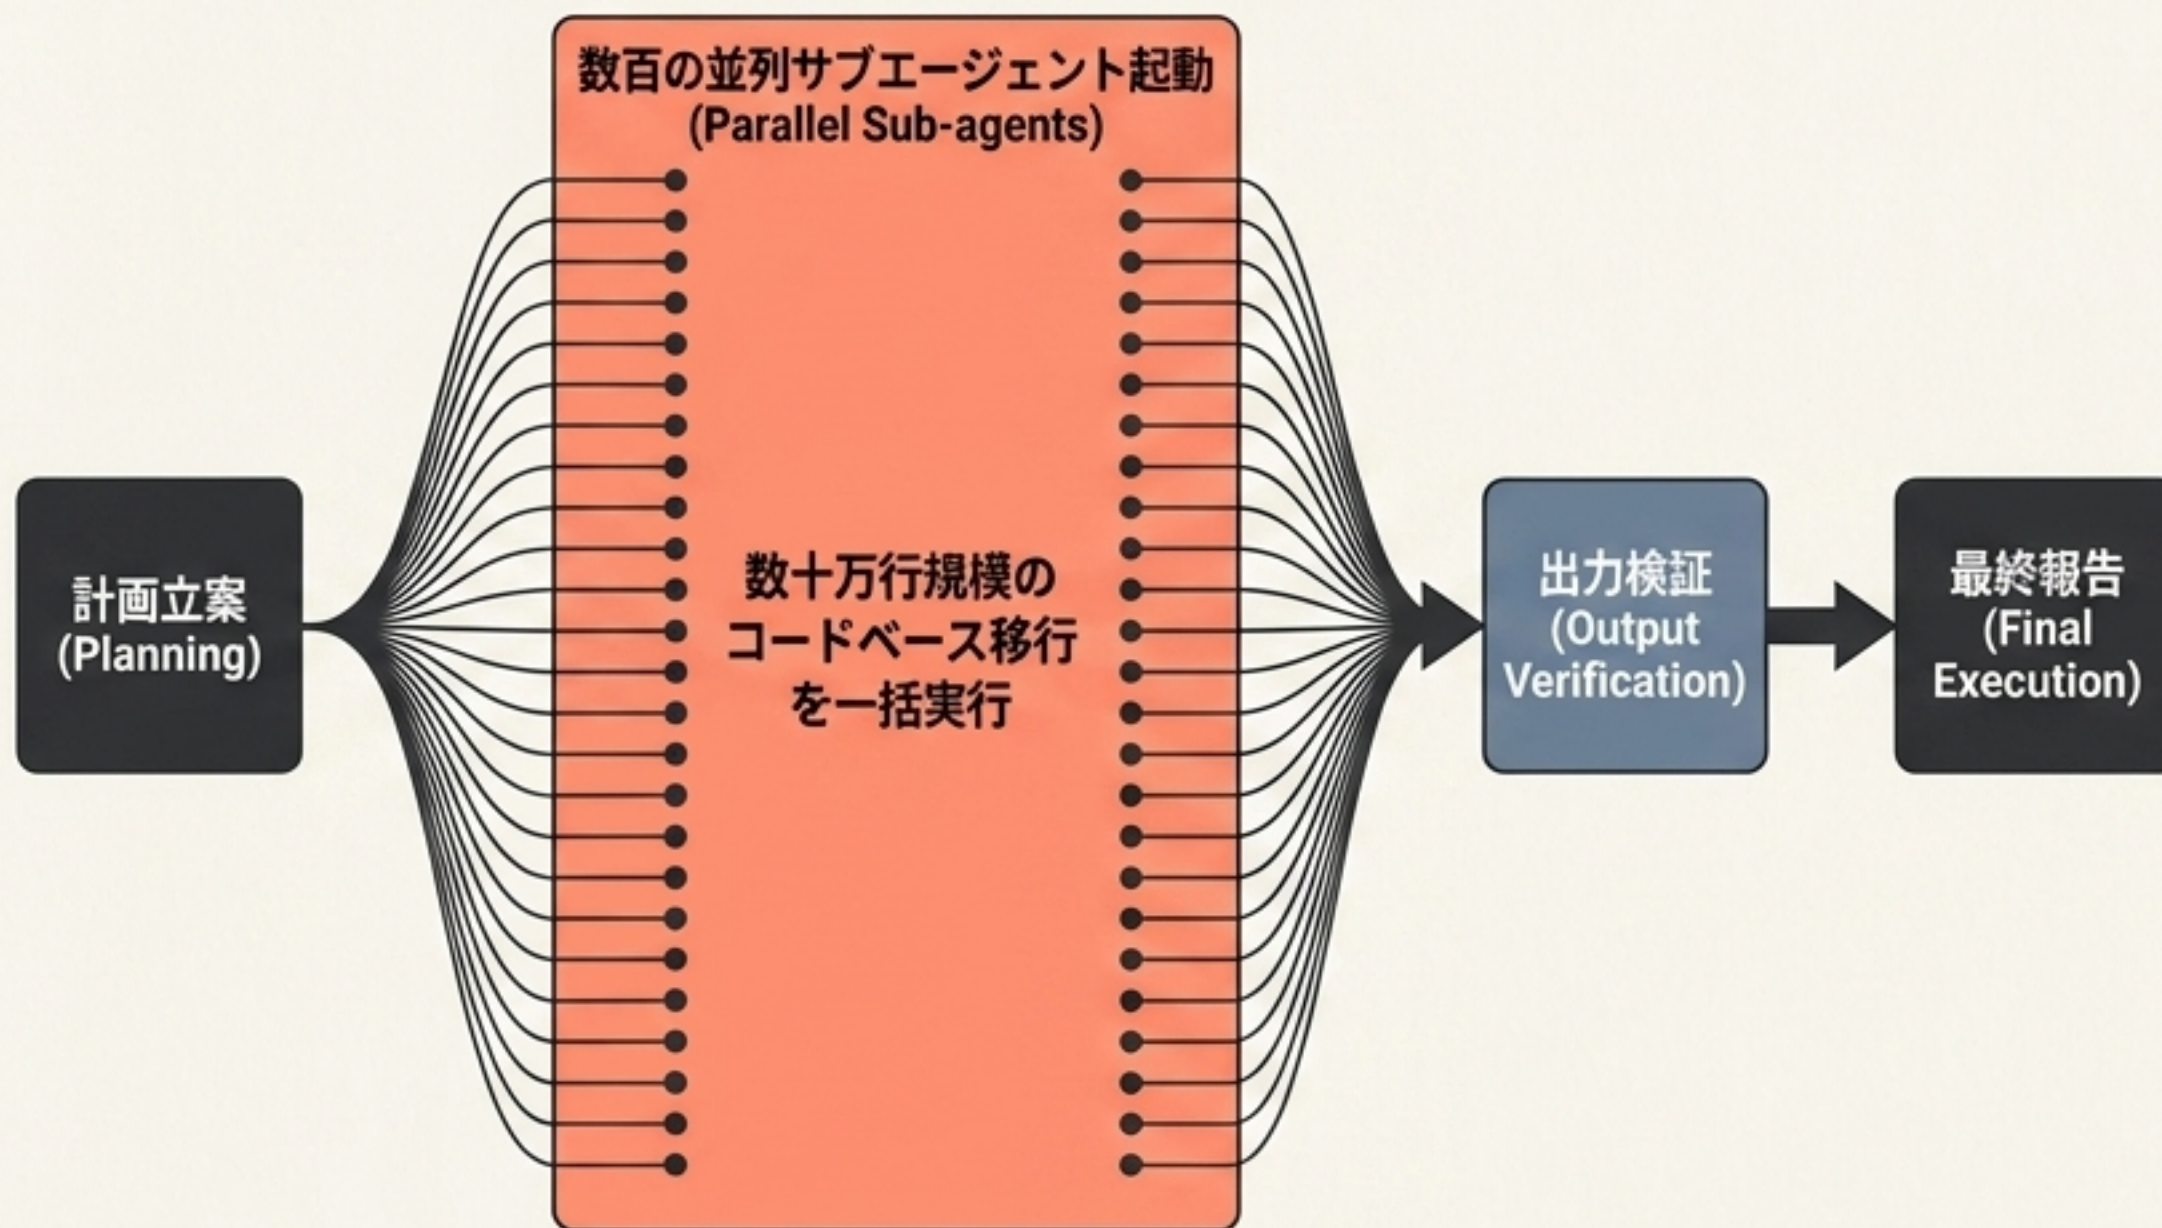 数百の並列サブエージェント起動
(Parallel Sub-agents)
計画立案
(Planning)
数十万行規模の
コードベース移行
を一括実行
出力検証
(Output
Verification)
最終報告
(Final
Execution)